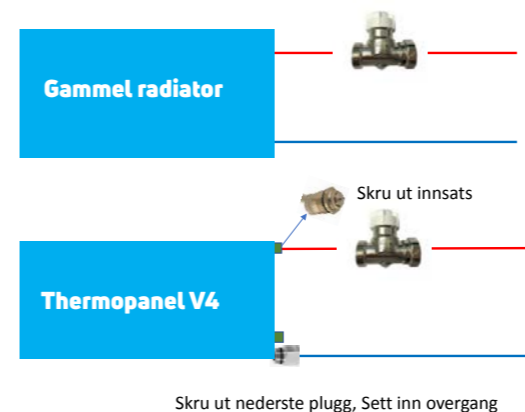 Gammel radiator
Skru ut innsats
Thermopanel V4
Skru ut nederste plugg, Sett inn overgang